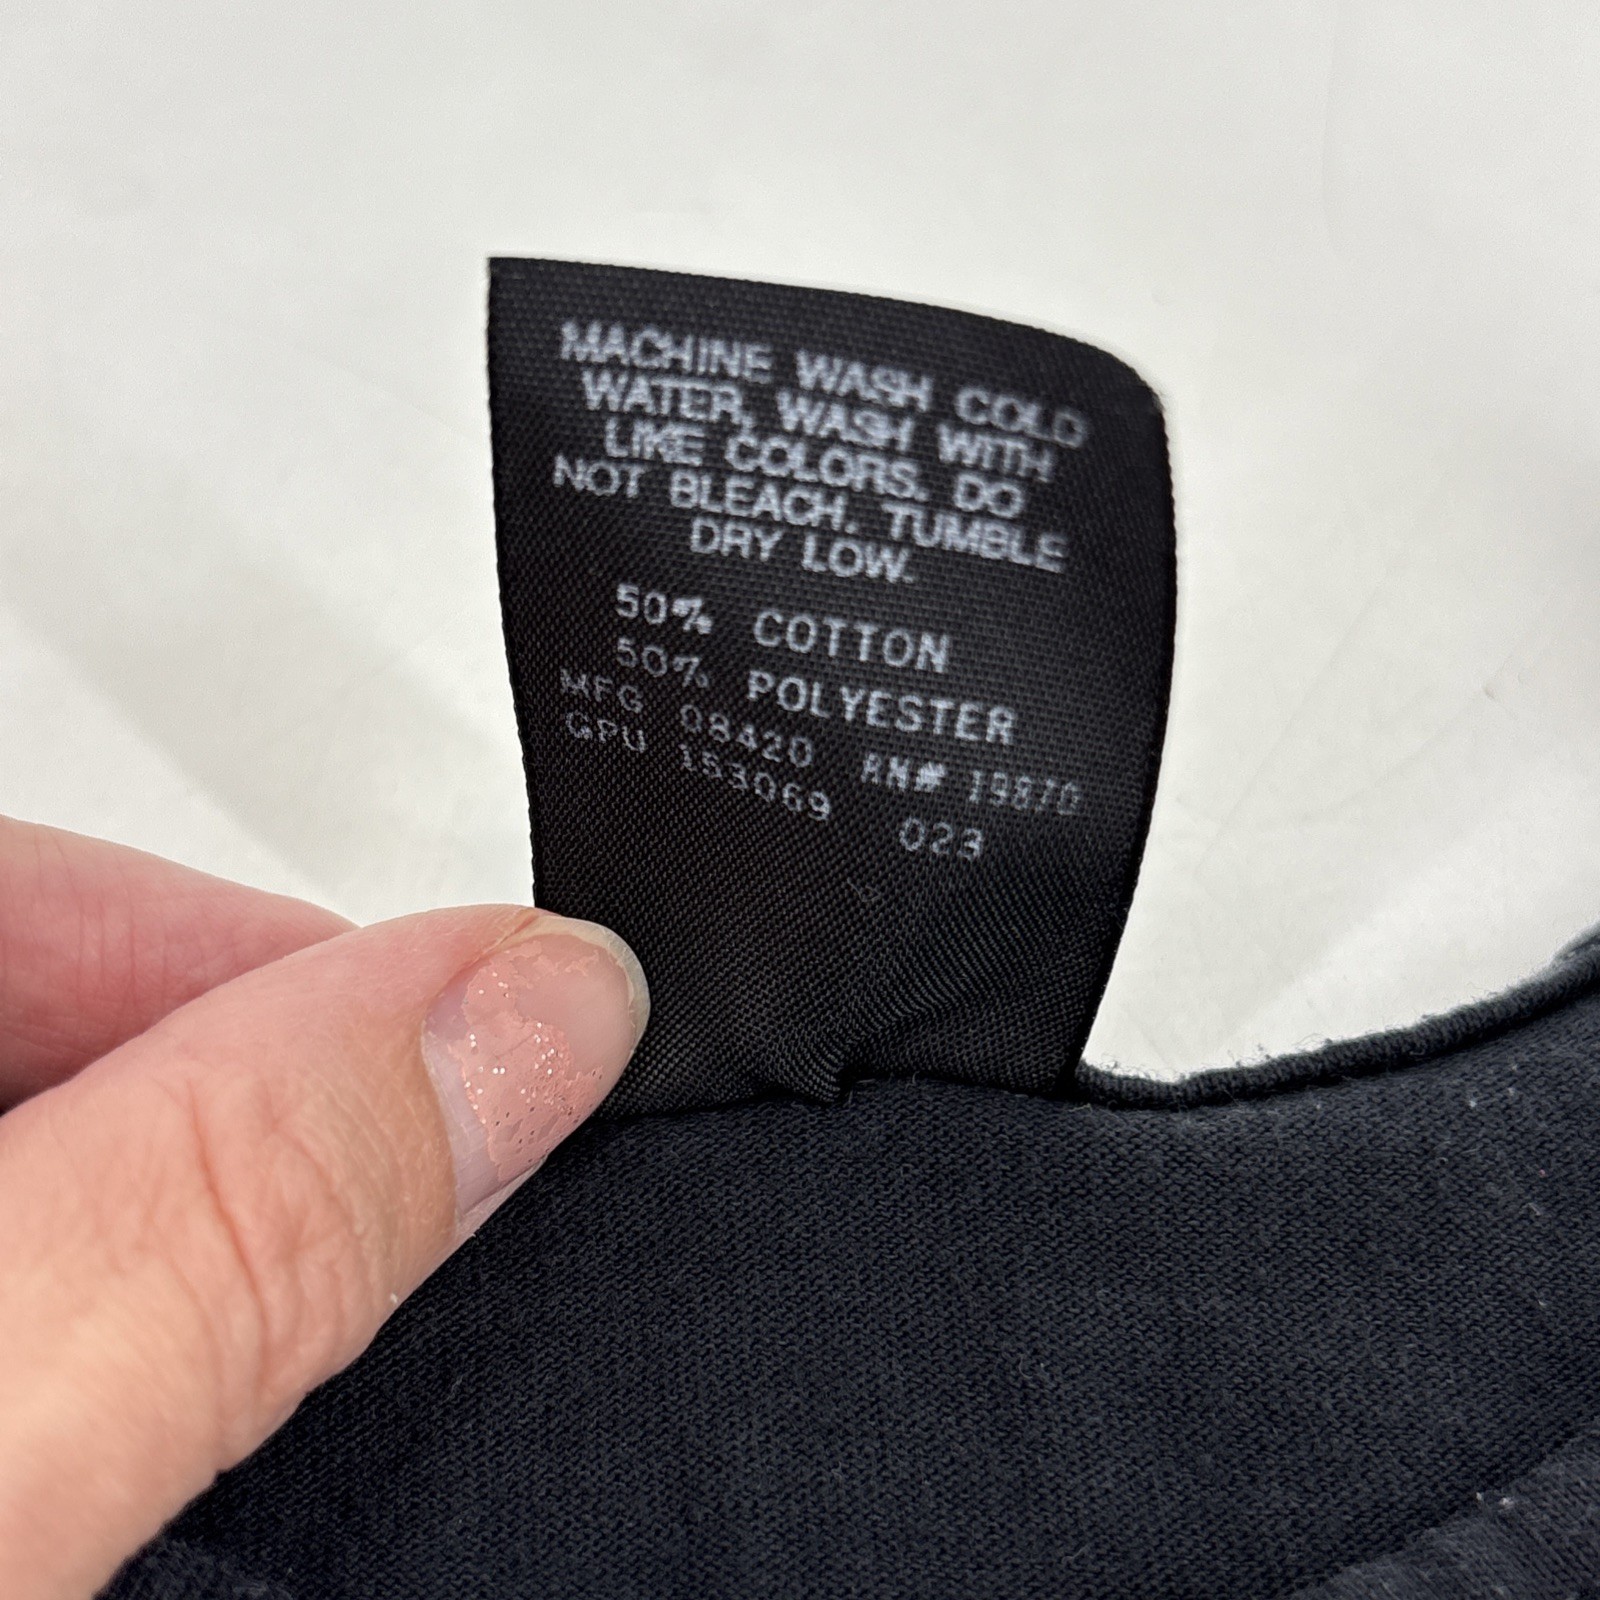 MACHINE WASH COLD
WATER, WASH WITH
LIKE COLORS. DO
NOT BLEACH. TUMBLE
DRY LOW.
50% COTTON
50% POLYESTER
MFG 08420 RN# 19870
GPU 153069 023